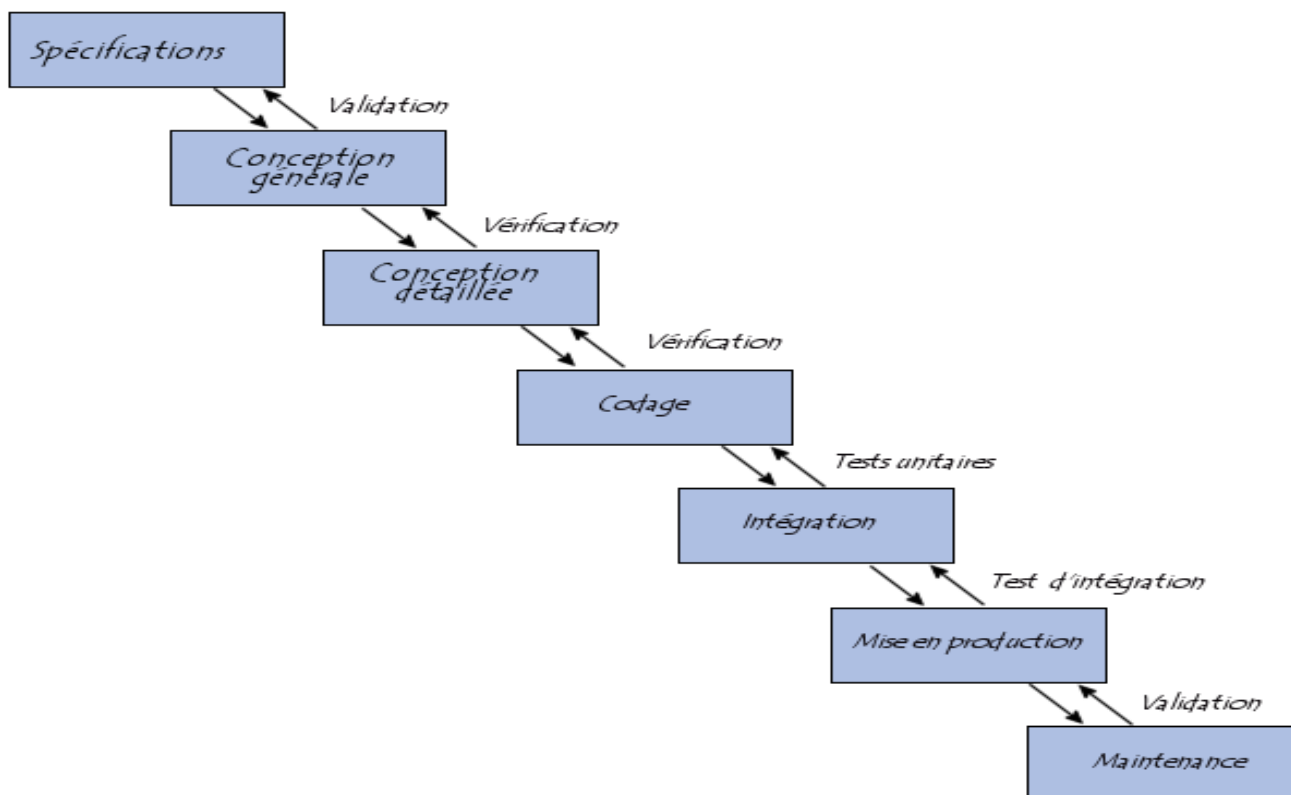 Spécifications
Validation
Conception
générale
Vérification
Conception
détaillée
Vérification
Codage
Tests unitaires
Intégration
Test d'intégration
Mise en production
Validation
Maintenance